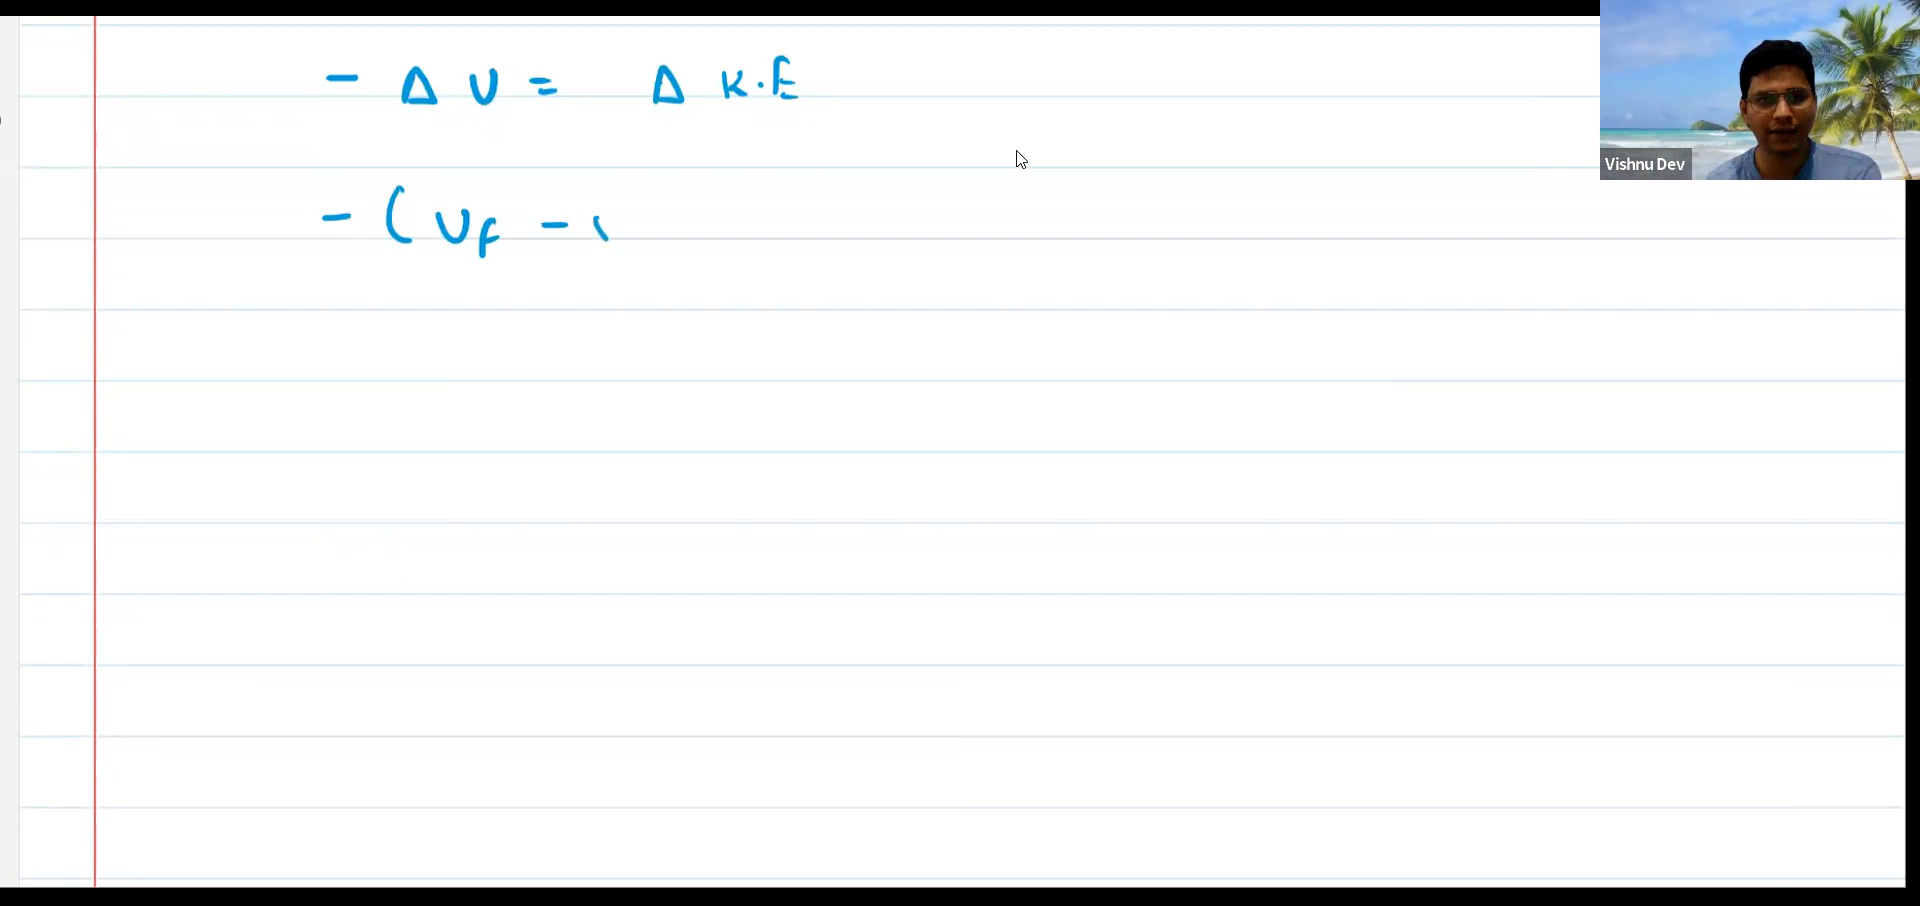 - Δ U = Δ K.E
- ( U_f - (
Vishnu Dev